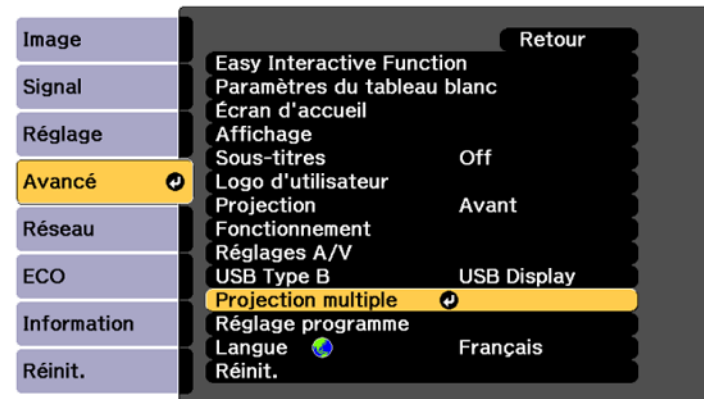 Image
Signal
Réglage
Avancé
Réseau
ECO
Information
Réinit.
Retour
Easy Interactive Function
Paramètres du tableau blanc
Écran d'accueil
Affichage
Sous-titres Off
Logo d'utilisateur
Projection Avant
Fonctionnement
Réglages A/V
USB Type B USB Display
Projection multiple
Réglage programme
Langue Français
Réinit.